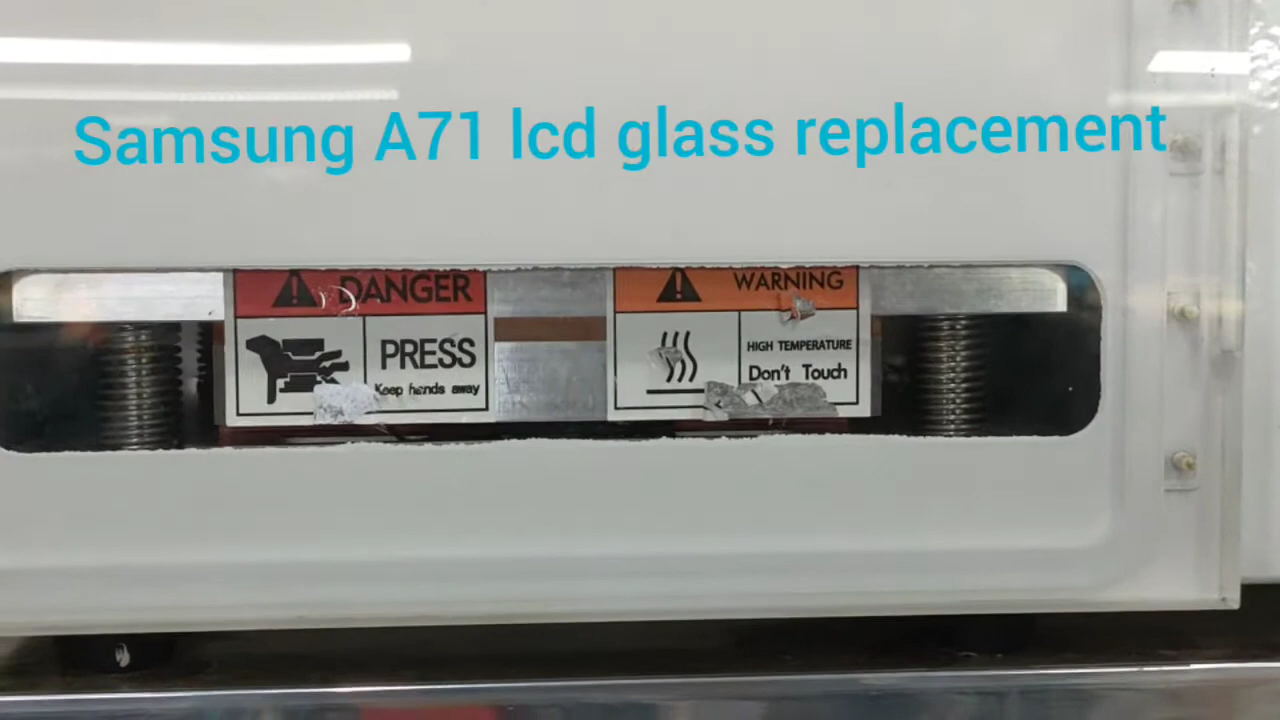 Samsung A71 lcd glass replacement
DANGER
PRESS
Keep hands away
WARNING
HIGH TEMPERATURE
Don't Touch